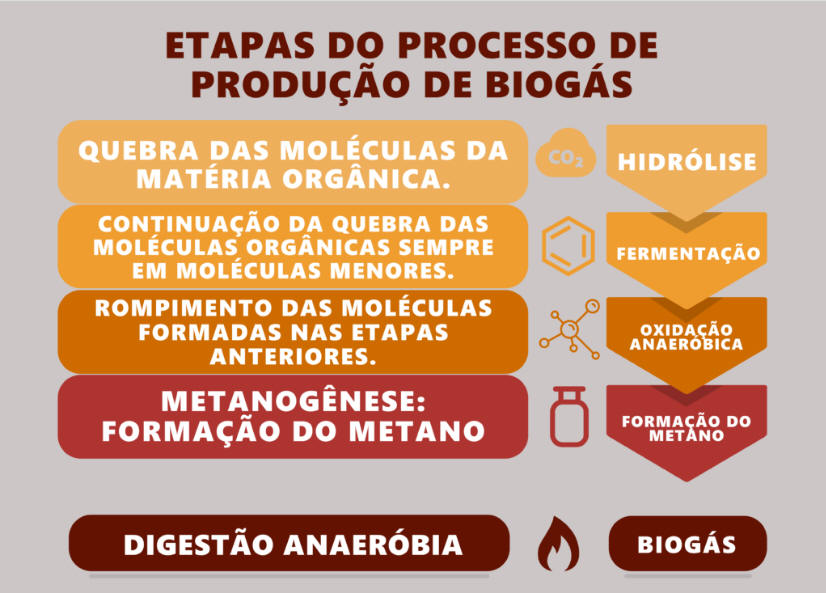 ETAPAS DO PROCESSO DE
PRODUÇÃO DE BIOGÁS
QUEBRA DAS MOLÉCULAS DA
MATÉRIA ORGÂNICA.
CO₂
HIDRÓLISE
CONTINUAÇÃO DA QUEBRA DAS
MOLÉCULAS ORGÂNICAS SEMPRE
EM MOLÉCULAS MENORES.
FERMENTAÇÃO
ROMPIMENTO DAS MOLÉCULAS
FORMADAS NAS ETAPAS
ANTERIORES.
OXIDAÇÃO
ANAERÓBICA
METANOGÊNESE:
FORMAÇÃO DO METANO
FORMAÇÃO DO
METANO
DIGESTÃO ANAERÓBIA
BIOGÁS